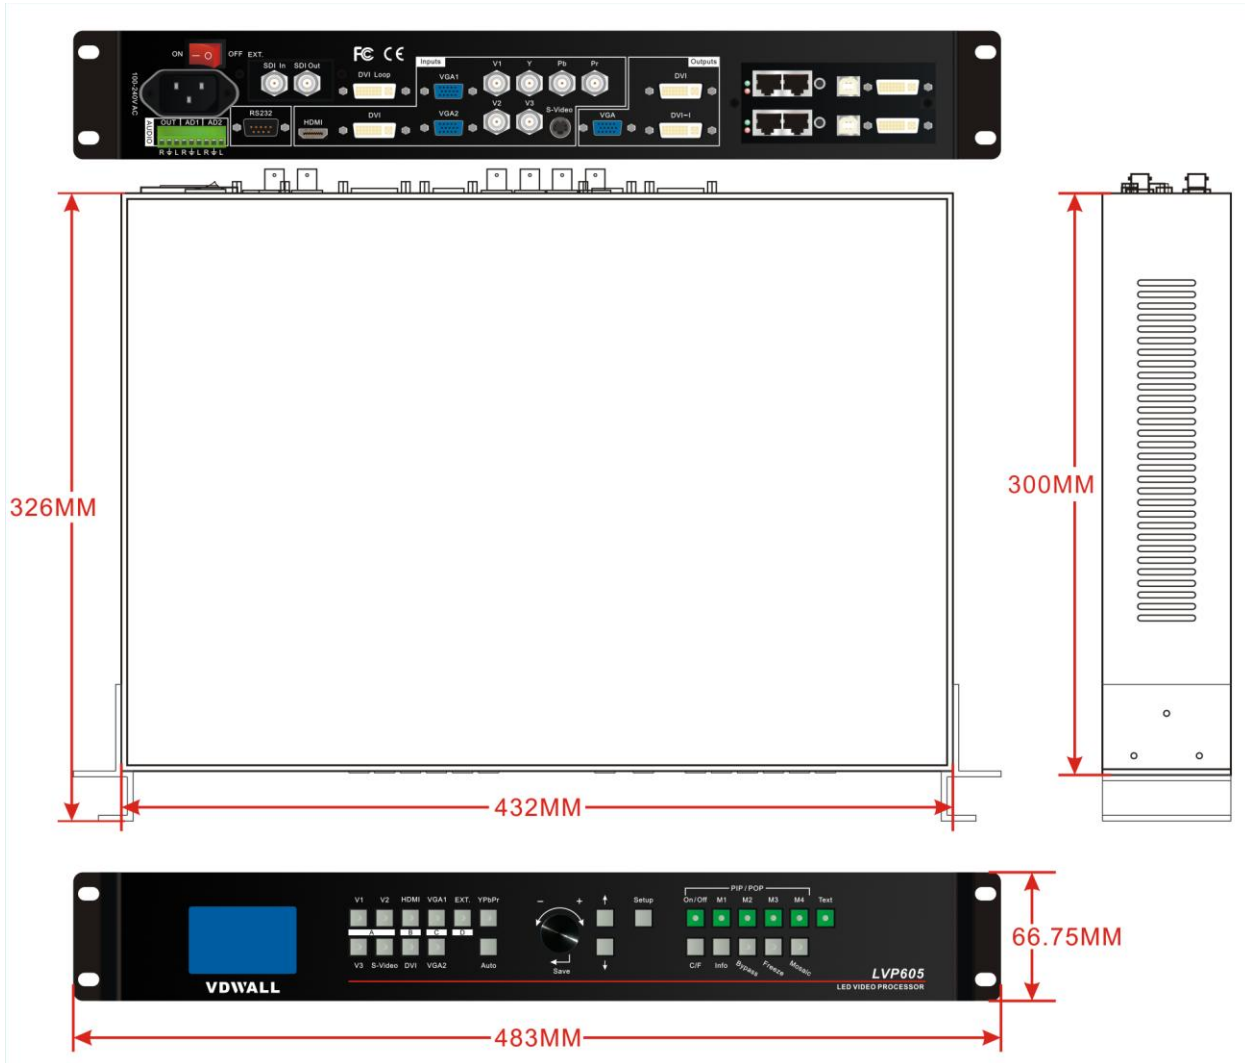 ON OFF EXT.
SDI In SDI Out
FC CE
Inputs
V1 Y Pb Pr
Outputs
DVI Loop
VGA1
DVI
100-240V AC
AUDIO
OUT AD1 AD2
RS232
HDMI
DVI
VGA2
V2 V3 S-Video
VGA
DVI-I
R L R L R L
326MM
300MM
432MM
PIP / POP
V1 V2 HDMI VGA1 EXT. YPbPr
- +
Setup
On/Off M1 M2 M3 M4 Text
A B C D
V3 S-Video DVI VGA2 Auto
Save
C/F Info Bypass Freeze Mosaic
VDWALL
LVP605
LED VIDEO PROCESSOR
66.75MM
483MM